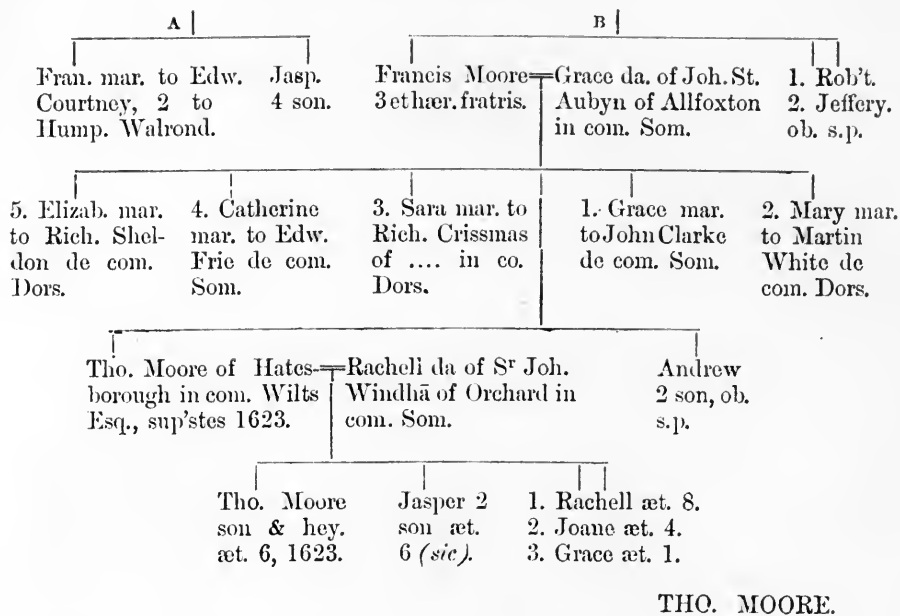 A
B
Fran. mar. to Edw.
Courtney, 2 to
Hump. Walrond.
Jasp.
4 son.
Francis Moore
3 et hær. fratris.
Grace da. of Joh. St.
Aubyn of Allfoxton
in com. Som.
1. Rob't.
2. Jeffery.
ob. s.p.
5. Elizab. mar.
to Rich. Shel-
don de com.
Dors.
4. Catherine
mar. to Edw.
Frie de com.
Som.
3. Sara mar. to
Rich. Crissmas
of .... in co.
Dors.
1. Grace mar.
to John Clarke
de com. Som.
2. Mary mar.
to Martin
White de
com. Dors.
Tho. Moore of Hates-
borough in com. Wilts
Esq., sup'stes 1623.
Rachell da of Sʳ Joh.
Windhā of Orchard in
com. Som.
Andrew
2 son, ob.
s.p.
Tho. Moore
son & hey.
æt. 6, 1623.
Jasper 2
son æt.
6 (sic).
1. Rachell æt. 8.
2. Joane æt. 4.
3. Grace æt. 1.
THO. MOORE.